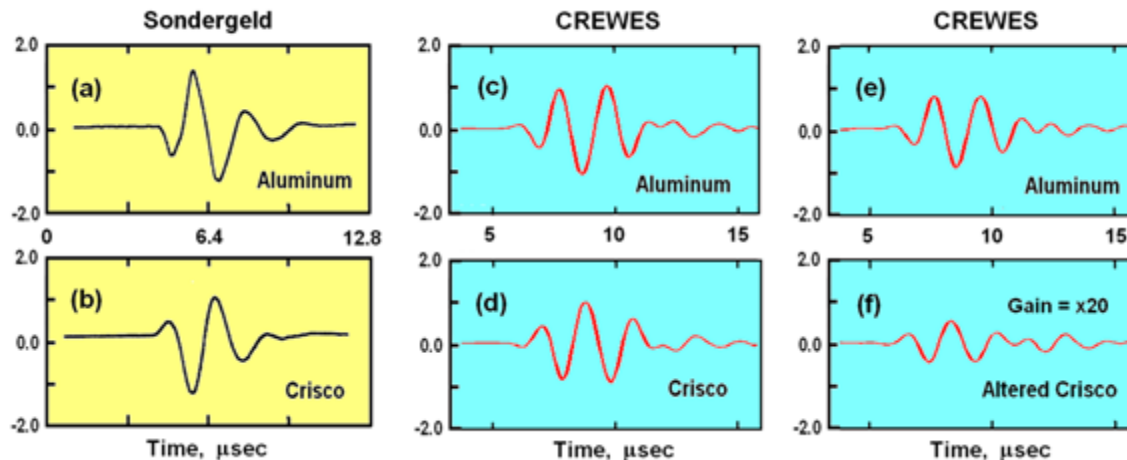 Sondergeld CREWES CREWES
2.0 2.0 2.0
(a) (c) (e)
0.0 0.0 0.0
Aluminum Aluminum Aluminum
-2.0 -2.0 -2.0
0 6.4 12.8 5 10 15 5 10 15
2.0 2.0 2.0
(b) (d) (f) Gain = x20
0.0 0.0 0.0
Crisco Crisco Altered Crisco
-2.0 -2.0 -2.0
Time, μsec Time, μsec Time, μsec